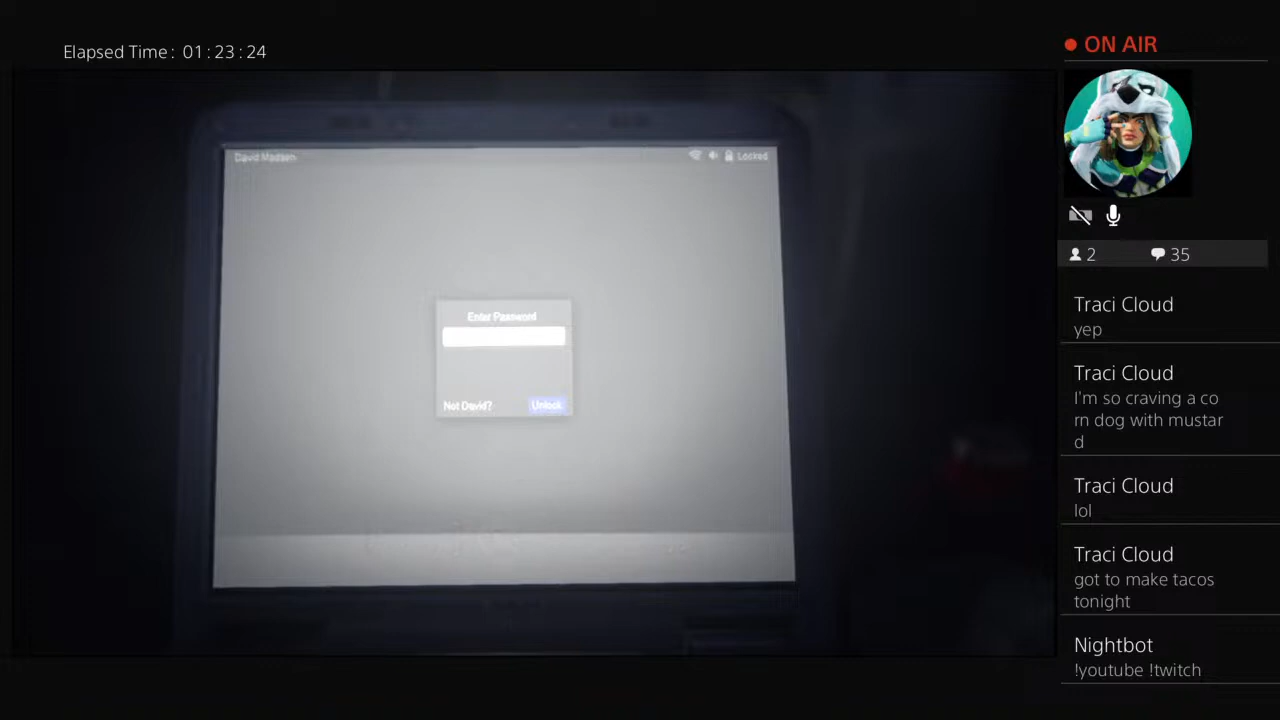 Elapsed Time: 01:23:24
ON AIR
David Madsen
Locked
Enter Password
Not David?
Unlock
2
35
Traci Cloud
yep
Traci Cloud
I'm so craving a co
rn dog with mustar
d
Traci Cloud
lol
Traci Cloud
got to make tacos
tonight
Nightbot
!youtube !twitch